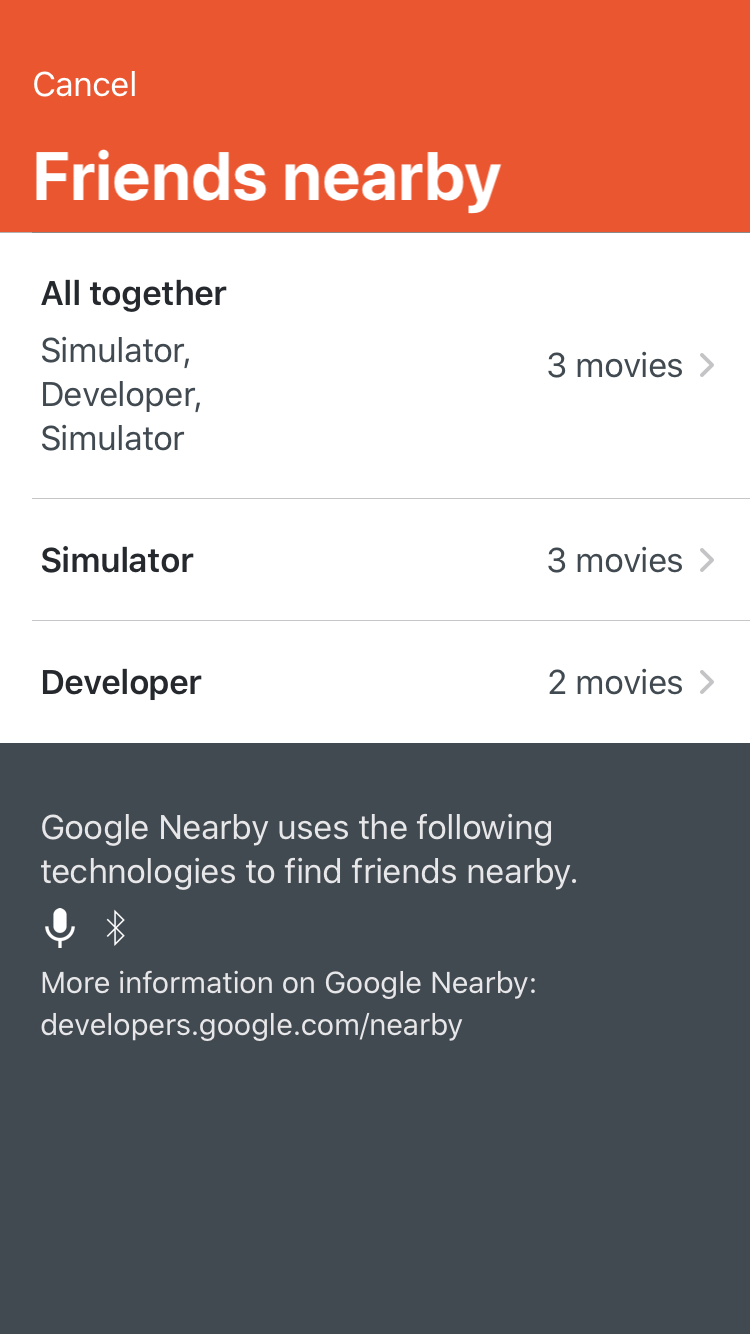 Cancel
Friends nearby
All together
Simulator,
Developer,
Simulator
3 movies
Simulator
3 movies
Developer
2 movies
Google Nearby uses the following
technologies to find friends nearby.
More information on Google Nearby:
developers.google.com/nearby